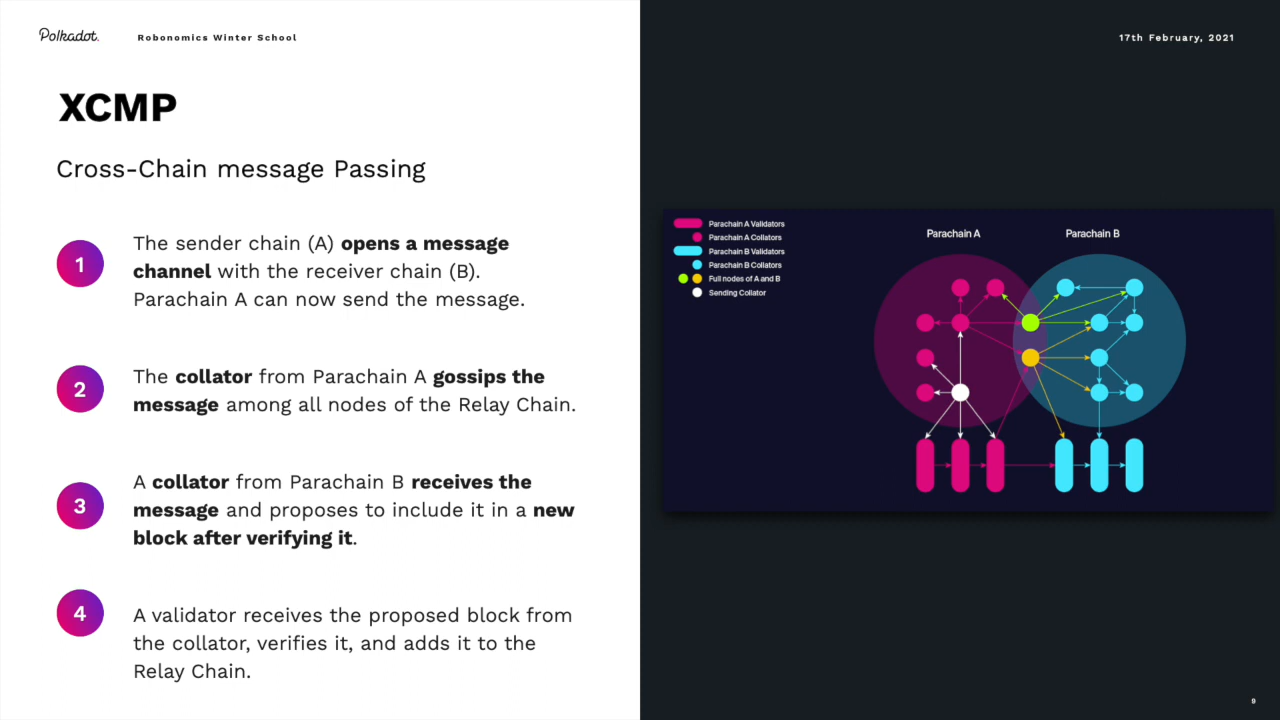 Polkadot.
Robonomics Winter School
17th February, 2021
XCMP
Cross-Chain message Passing
1
The sender chain (A) opens a message
channel with the receiver chain (B).
Parachain A can now send the message.
2
The collator from Parachain A gossips the
message among all nodes of the Relay Chain.
3
A collator from Parachain B receives the
message and proposes to include it in a new
block after verifying it.
4
A validator receives the proposed block from
the collator, verifies it, and adds it to the
Relay Chain.
Parachain A Validators
Parachain A Collators
Parachain B Validators
Parachain B Collators
Full nodes of A and B
Sending Collator
Parachain A
Parachain B
9